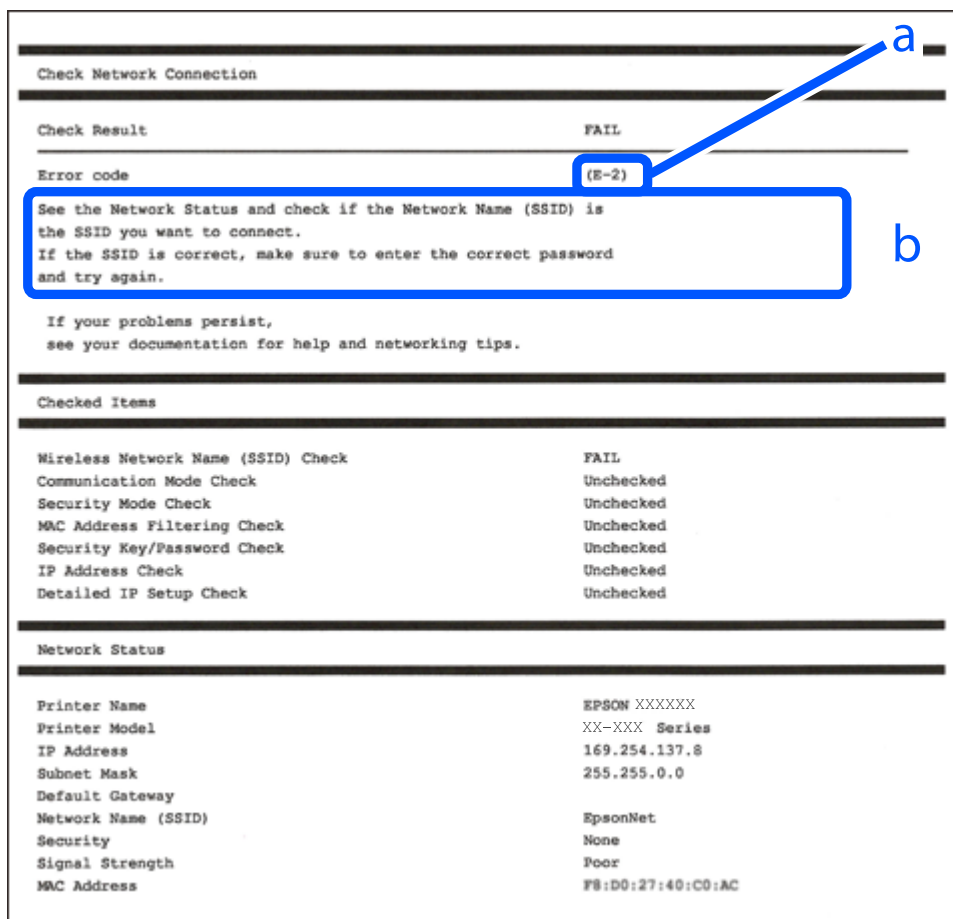 a
Check Network Connection
Check Result FAIL
Error code (E-2)
See the Network Status and check if the Network Name (SSID) is
the SSID you want to connect.
If the SSID is correct, make sure to enter the correct password
and try again.
b
If your problems persist,
see your documentation for help and networking tips.
Checked Items
Wireless Network Name (SSID) Check FAIL
Communication Mode Check Unchecked
Security Mode Check Unchecked
MAC Address Filtering Check Unchecked
Security Key/Password Check Unchecked
IP Address Check Unchecked
Detailed IP Setup Check Unchecked
Network Status
Printer Name EPSON XXXXXX
Printer Model XX-XXX Series
IP Address 169.254.137.8
Subnet Mask 255.255.0.0
Default Gateway
Network Name (SSID) EpsonNet
Security None
Signal Strength Poor
MAC Address F8:D0:27:40:C0:AC